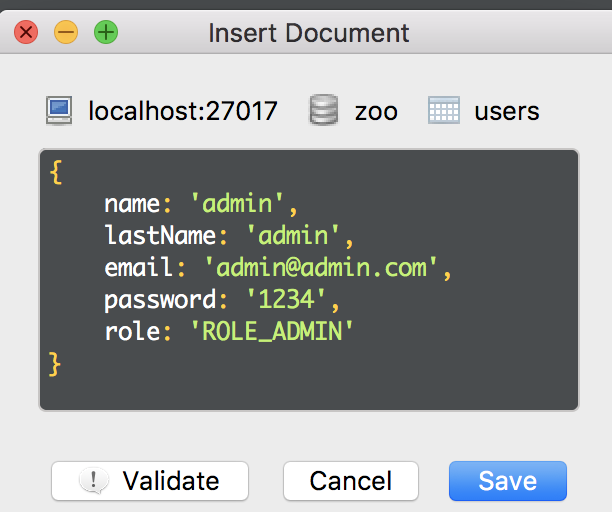 Insert Document
localhost:27017 zoo users
{
    name: 'admin',
    lastName: 'admin',
    email: 'admin@admin.com',
    password: '1234',
    role: 'ROLE_ADMIN'
}
Validate Cancel Save